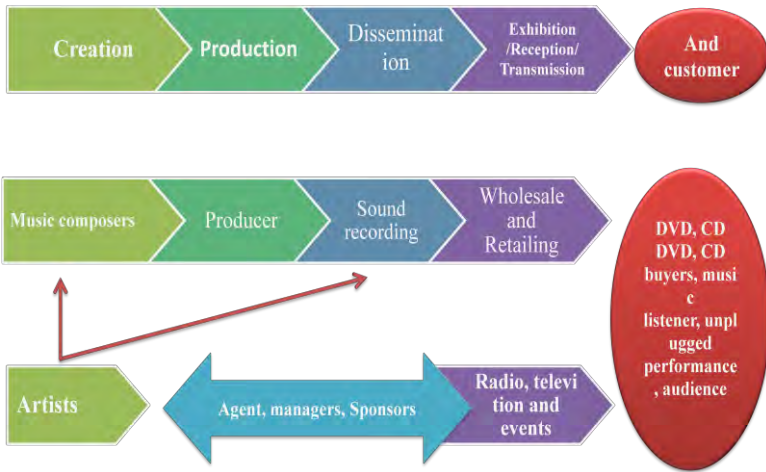 Creation
Production
Disseminat
ion
Exhibition
/Reception/
Transmission
And
customer
Music composers
Producer
Sound
recording
Wholesale
and
Retailing
DVD, CD
DVD, CD
buyers, musi
c
listener, unpl
ugged
performance
, audience
Artists
Agent, managers, Sponsors
Radio, televi
tion and
events